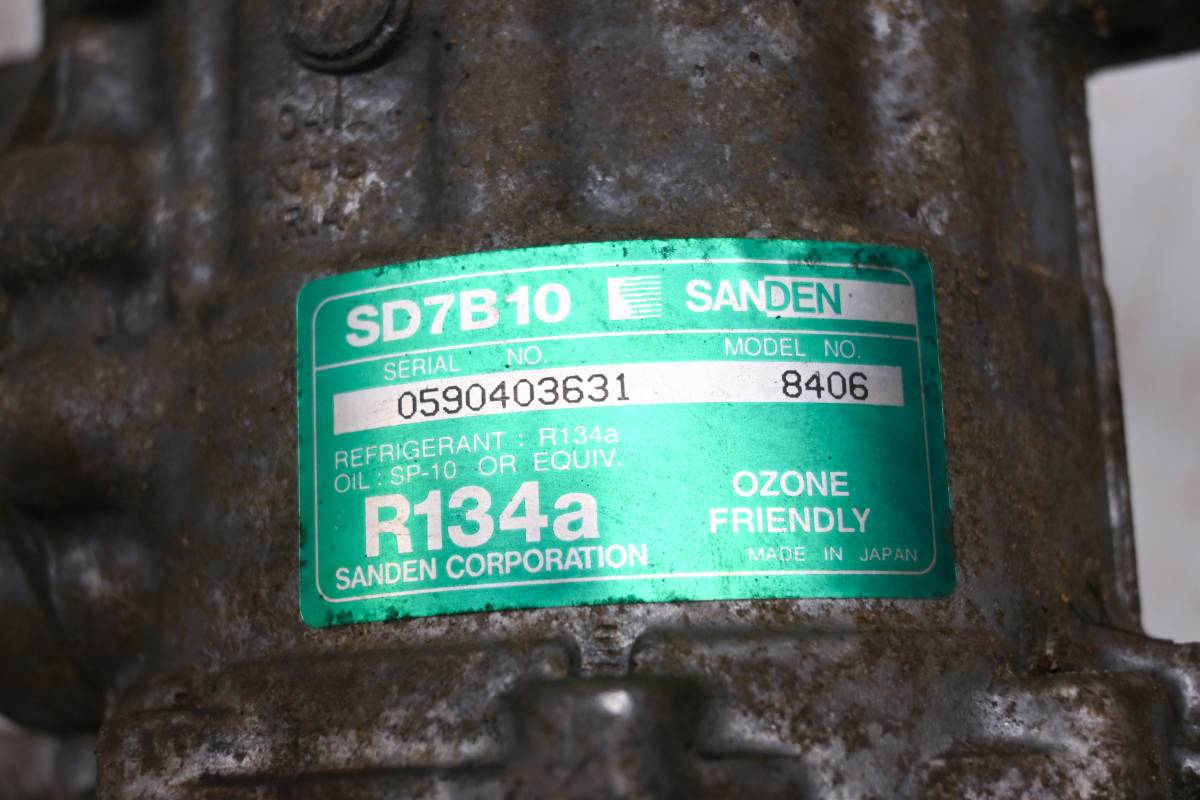 SD7B10 SANDEN
SERIAL NO. MODEL NO.
0590403631 8406
REFRIGERANT : R134a
OIL : SP-10 OR EQUIV.
R134a
OZONE
FRIENDLY
SANDEN CORPORATION
MADE IN JAPAN